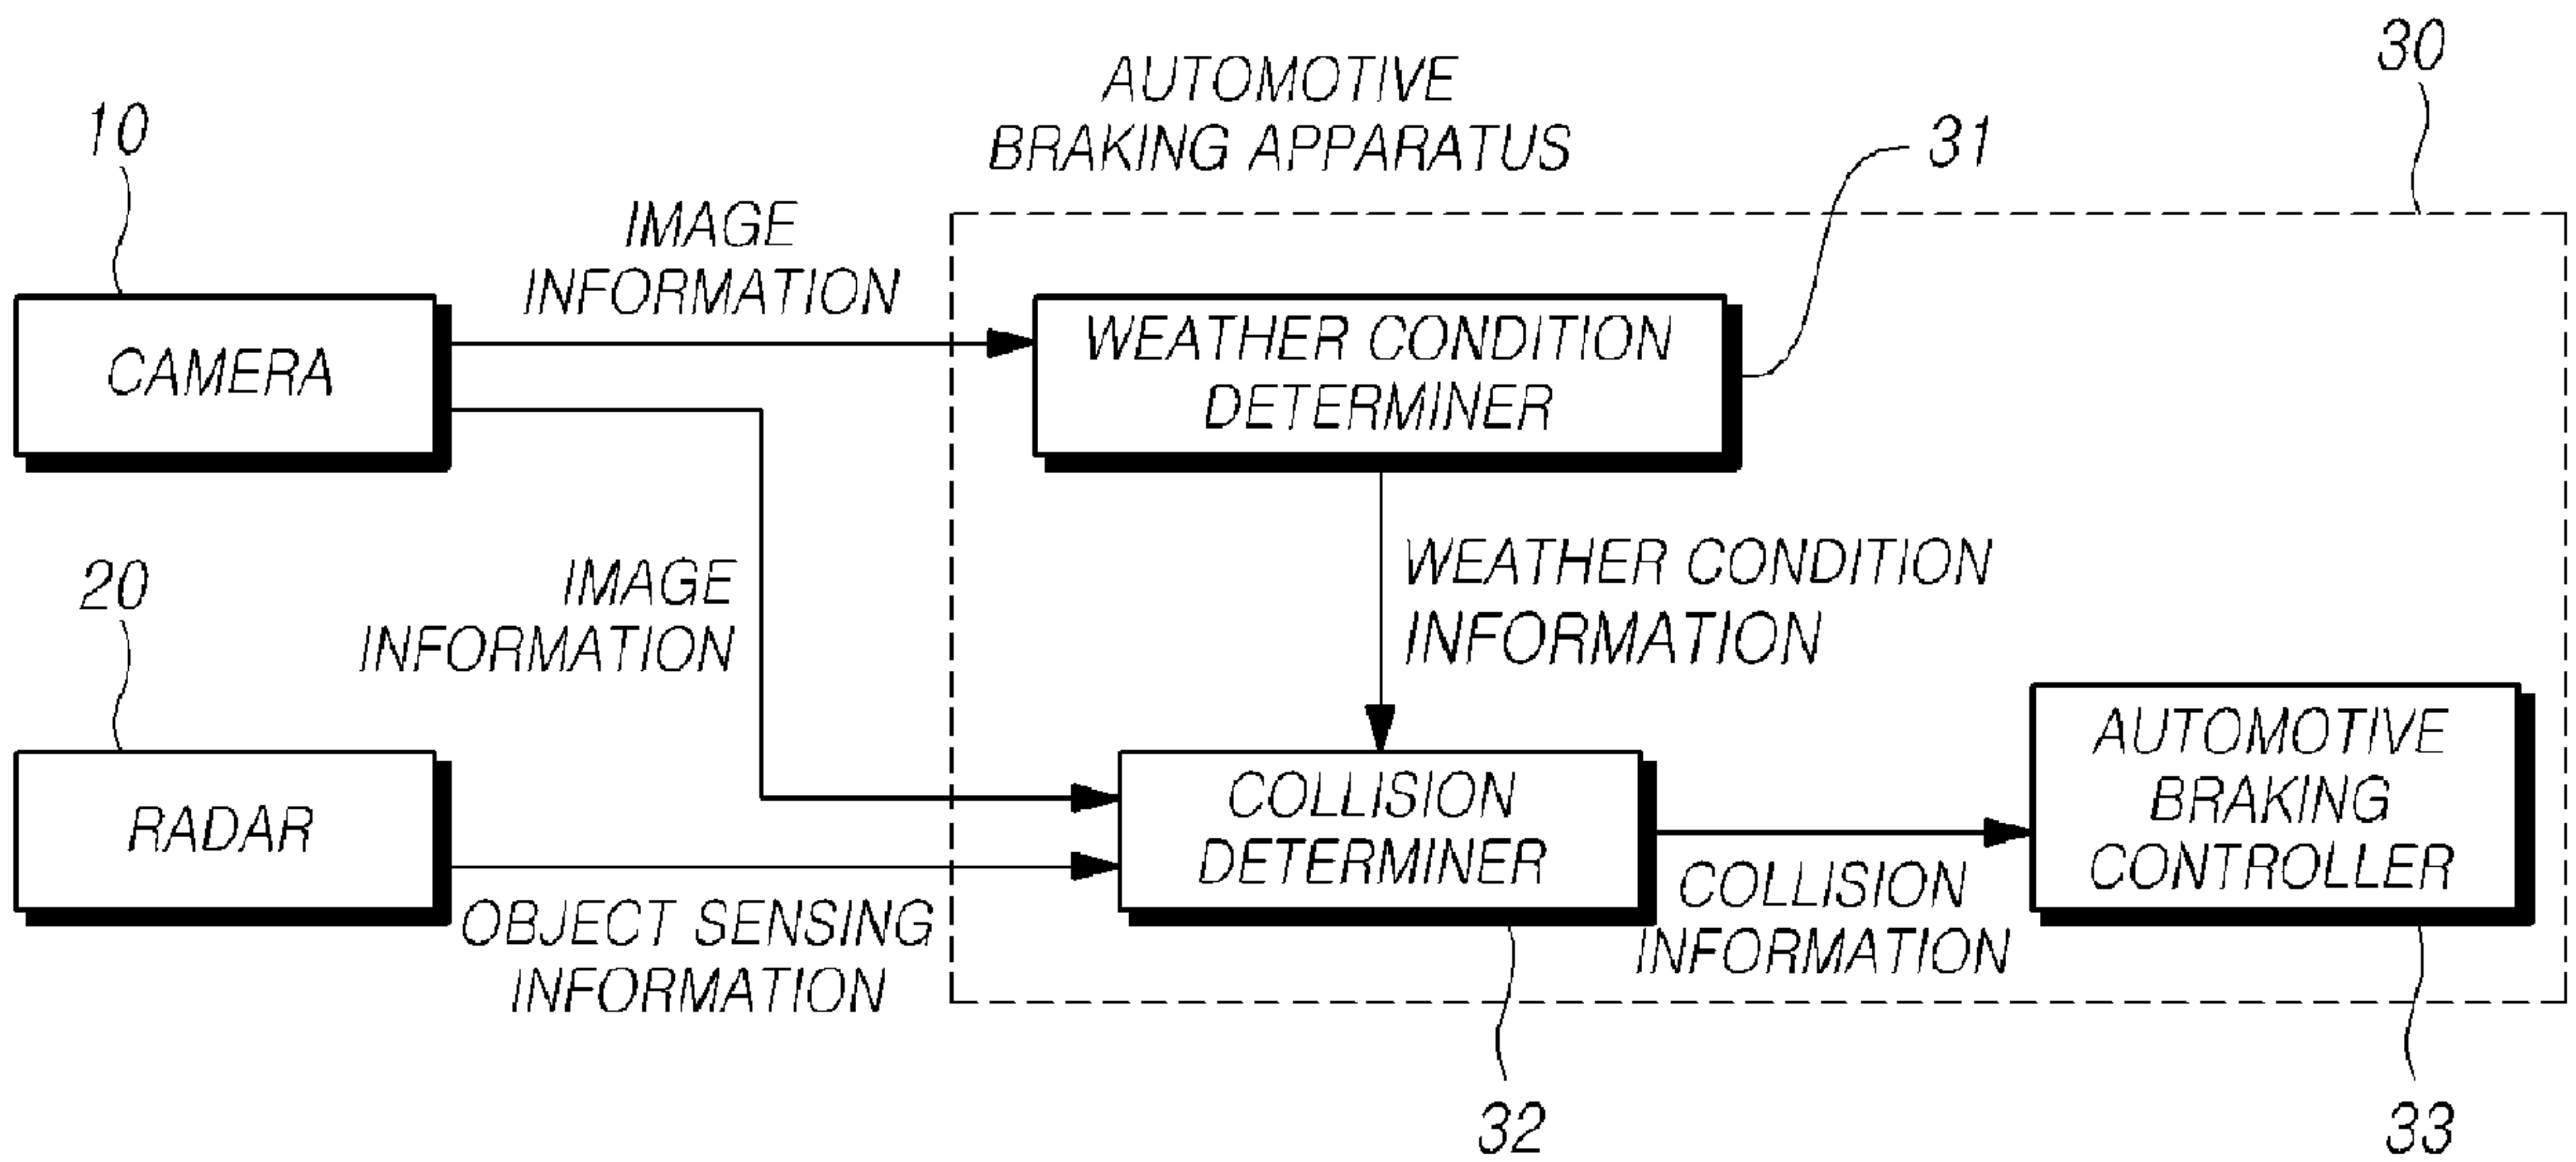 30
AUTOMOTIVE
BRAKING APPARATUS
10
31
IMAGE
INFORMATION
CAMERA
WEATHER CONDITION
DETERMINER
IMAGE
INFORMATION
WEATHER CONDITION
INFORMATION
20
RADAR
COLLISION
DETERMINER
AUTOMOTIVE
BRAKING
CONTROLLER
OBJECT SENSING
INFORMATION
COLLISION
INFORMATION
32
33